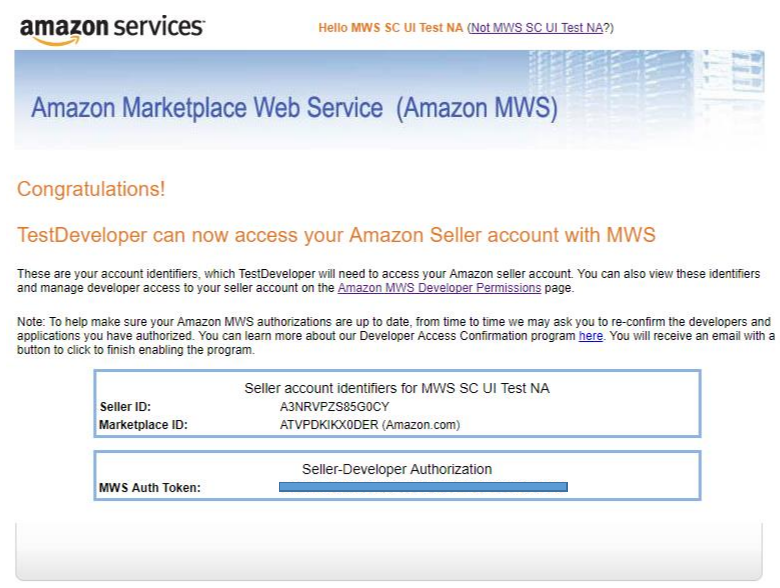 amazon services
Hello MWS SC UI Test NA (Not MWS SC UI Test NA?)
Amazon Marketplace Web Service (Amazon MWS)
Congratulations!
TestDeveloper can now access your Amazon Seller account with MWS
These are your account identifiers, which TestDeveloper will need to access your Amazon seller account. You can also view these identifiers
and manage developer access to your seller account on the Amazon MWS Developer Permissions page.
Note: To help make sure your Amazon MWS authorizations are up to date, from time to time we may ask you to re-confirm the developers and
applications you have authorized. You can learn more about our Developer Access Confirmation program here. You will receive an email with a
button to click to finish enabling the program.
Seller account identifiers for MWS SC UI Test NA
Seller ID: A3NRVPZS85G0CY
Marketplace ID: ATVPDKIKX0DER (Amazon.com)
Seller-Developer Authorization
MWS Auth Token: